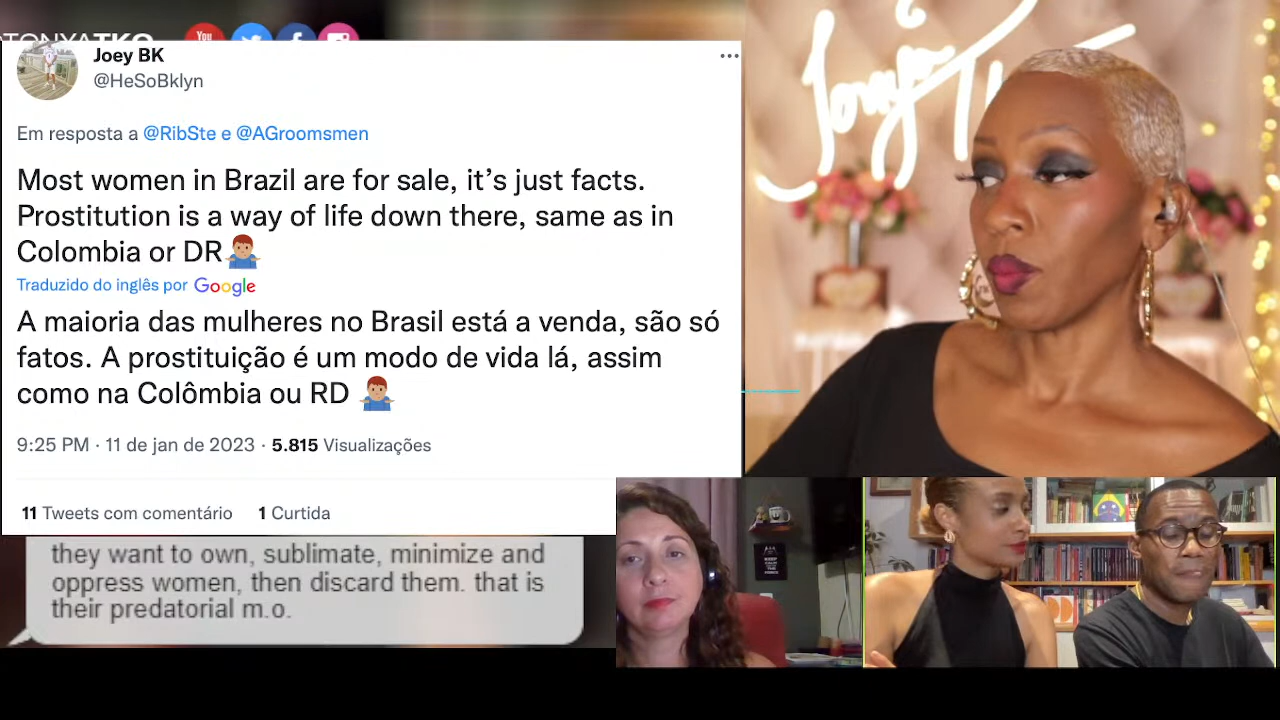 TONYATKO
You
Joey BK
@HeSoBklyn
Em resposta a @RibSte e @AGroomsmen
Most women in Brazil are for sale, it's just facts.
Prostitution is a way of life down there, same as in
Colombia or DR🤷🏽‍♂️
Traduzido do inglês por Google
A maioria das mulheres no Brasil está a venda, são só
fatos. A prostituição é um modo de vida lá, assim
como na Colômbia ou RD 🤷🏽‍♂️
9:25 PM · 11 de jan de 2023 · 5.815 Visualizações
11 Tweets com comentário 1 Curtida
they want to own, sublimate, minimize and
oppress women, then discard them. that is
their predatorial m.o.
Tonya T